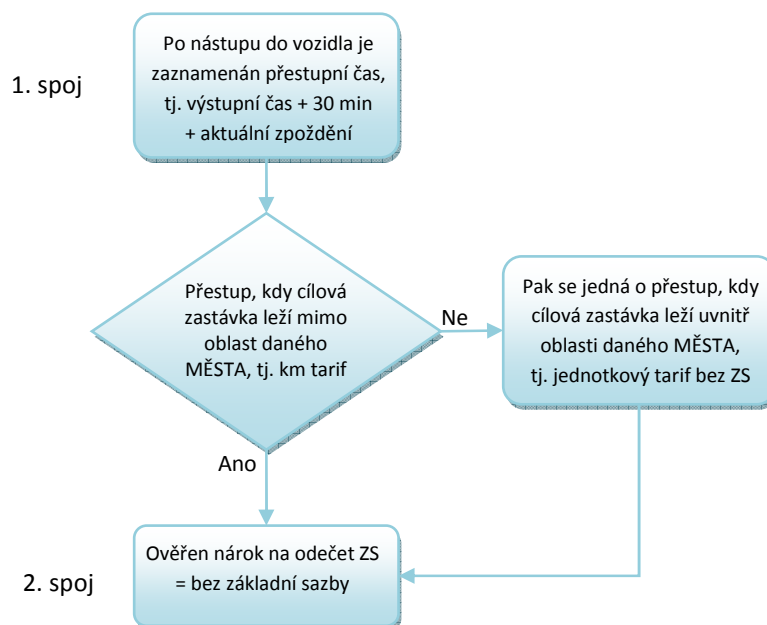 1. spoj
Po nástupu do vozidla je
zaznamenán přestupní čas,
tj. výstupní čas + 30 min
+ aktuální zpoždění
Přestup, kdy cílová
zastávka leží mimo
oblast daného
MĚSTA, tj. km tarif
Ne
Pak se jedná o přestup, kdy
cílová zastávka leží uvnitř
oblasti daného MĚSTA,
tj. jednotkový tarif bez ZS
Ano
2. spoj
Ověřen nárok na odečet ZS
= bez základní sazby